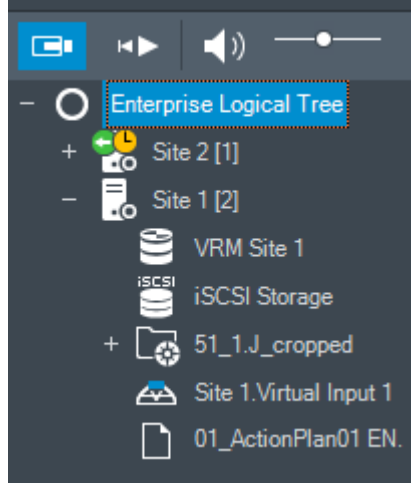 Enterprise Logical Tree
Site 2 [1]
Site 1 [2]
VRM Site 1
iSCSI
iSCSI Storage
51_1.J_cropped
Site 1.Virtual Input 1
01_ActionPlan01 EN.